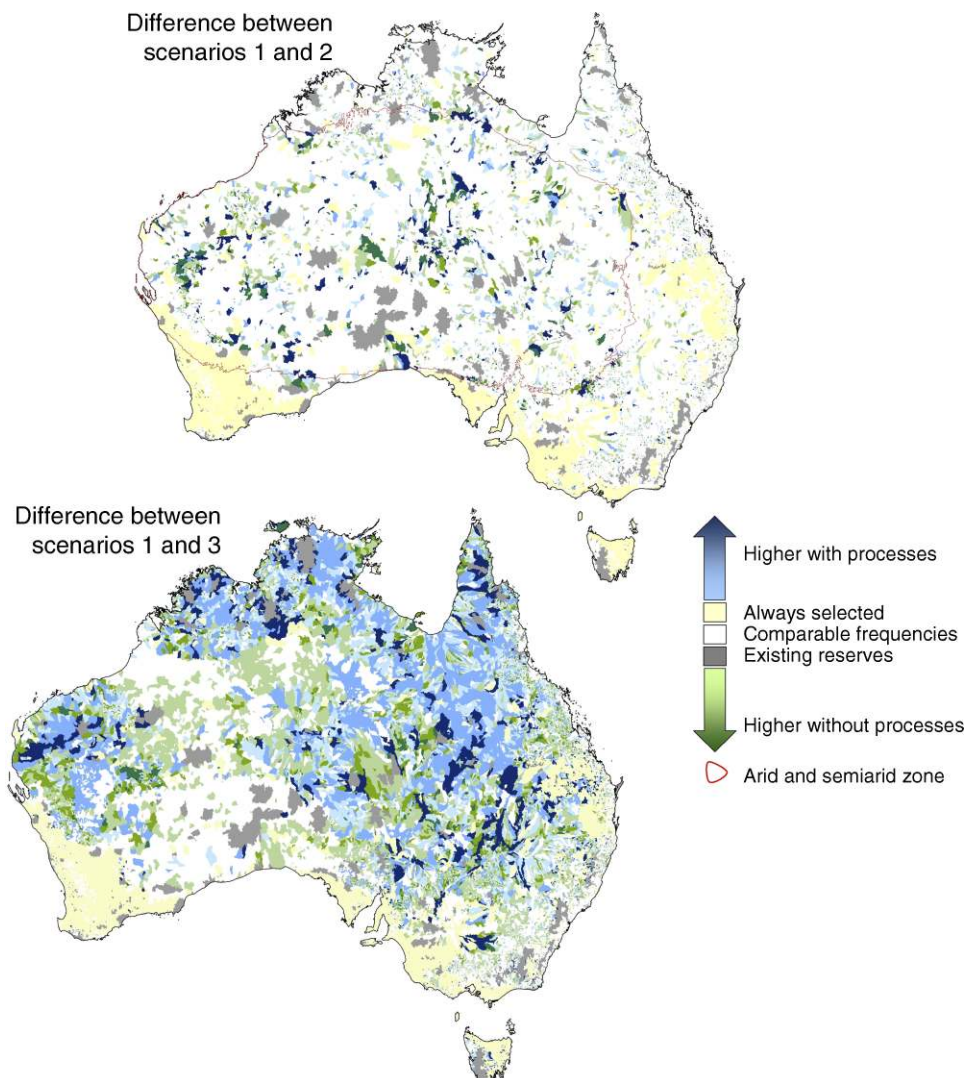 Difference between
scenarios 1 and 2
Difference between
scenarios 1 and 3
Higher with processes
Always selected
Comparable frequencies
Existing reserves
Higher without processes
Arid and semiarid zone